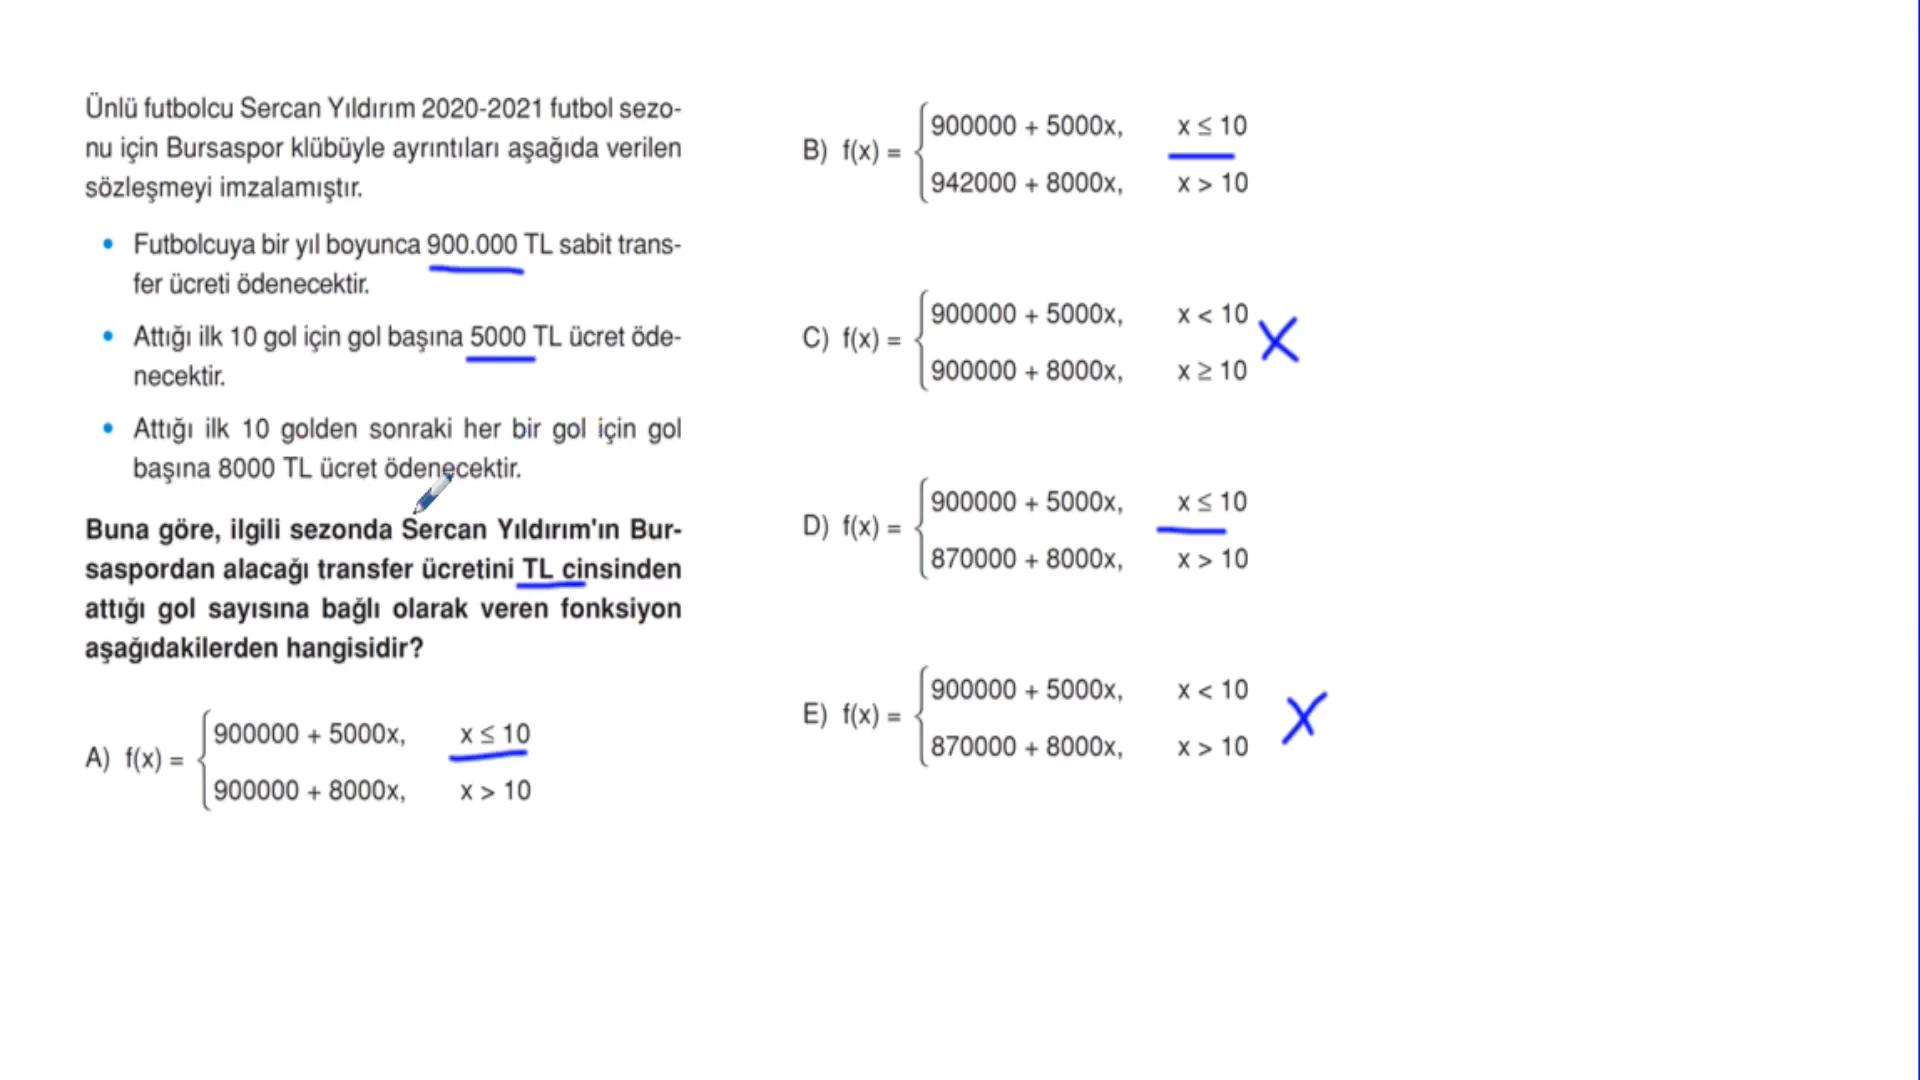 Ünlü futbolcu Sercan Yıldırım 2020-2021 futbol sezo-
nu için Bursaspor klübüyle ayrıntıları aşağıda verilen
sözleşmeyi imzalamıştır.
• Futbolcuya bir yıl boyunca 900.000 TL sabit trans-
fer ücreti ödenecektir.
• Attığı ilk 10 gol için gol başına 5000 TL ücret öde-
necektir.
• Attığı ilk 10 golden sonraki her bir gol için gol
başına 8000 TL ücret ödenecektir.
Buna göre, ilgili sezonda Sercan Yıldırım'ın Bur-
saspordan alacağı transfer ücretini TL cinsinden
attığı gol sayısına bağlı olarak veren fonksiyon
aşağıdakilerden hangisidir?
900000 + 5000x, x ≤ 10
A) f(x) =
900000 + 8000x, x > 10
900000 + 5000x, x ≤ 10
B) f(x) =
942000 + 8000x, x > 10
900000 + 5000x, x < 10
C) f(x) =
900000 + 8000x, x ≥ 10
900000 + 5000x, x ≤ 10
D) f(x) =
870000 + 8000x, x > 10
900000 + 5000x, x < 10
E) f(x) =
870000 + 8000x, x > 10